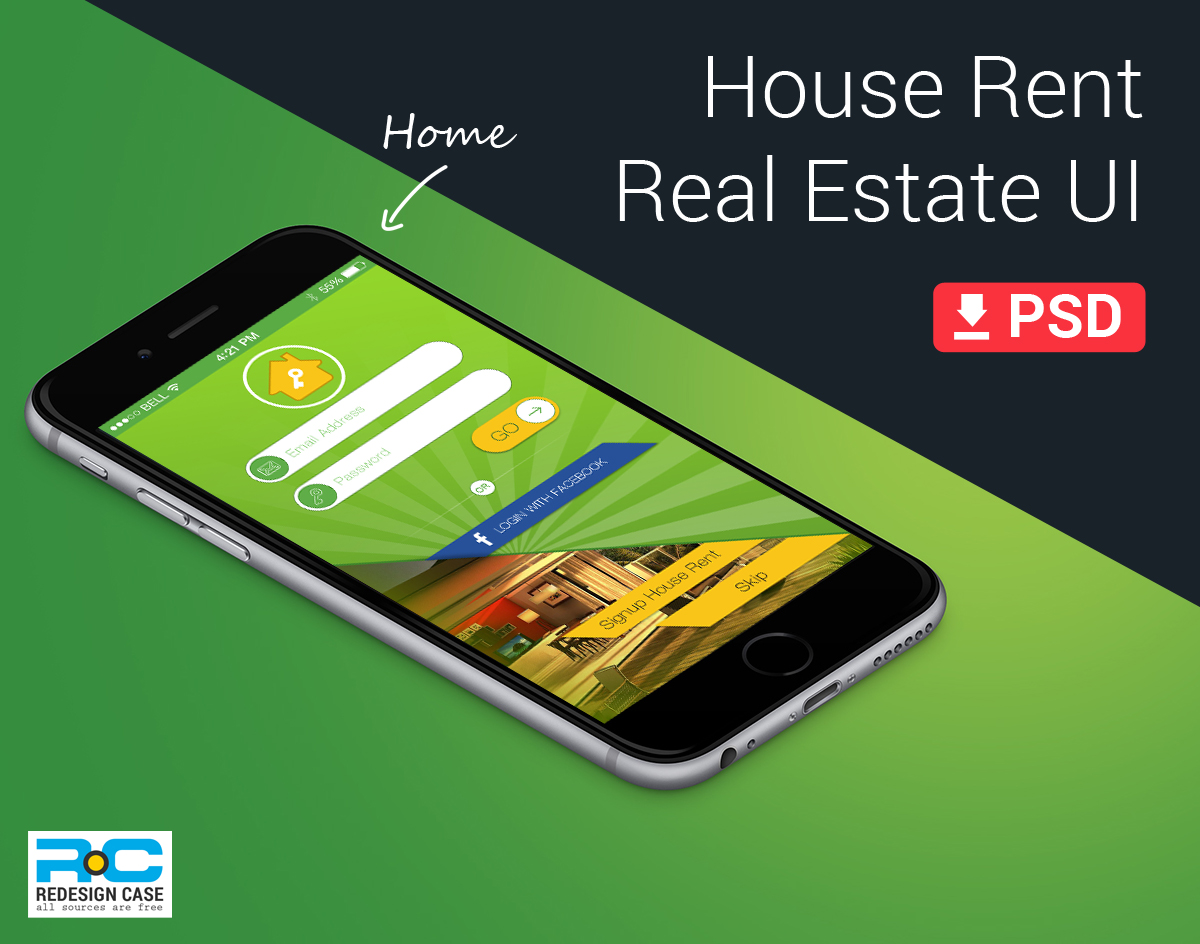 House Rent
Real Estate UI
Home
PSD
BELL
4:21 PM
55%
Email Address
Password
GO
OR
f LOGIN WITH FACEBOOK
Signup House Rent
Skip
RC
REDESIGN CASE
all sources are free